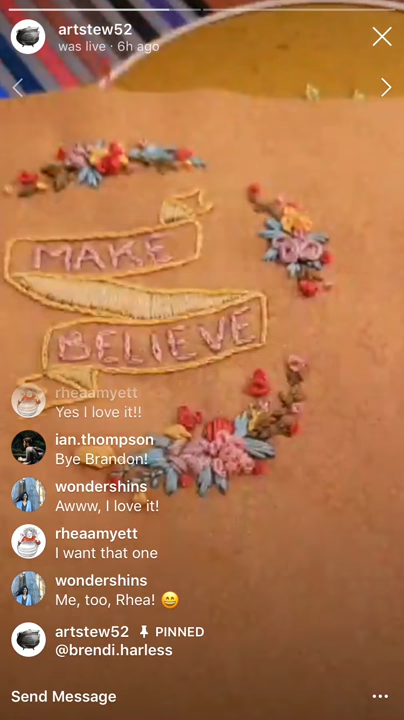 artstew52
was live · 6h ago
MAKE
BELIEVE
rheaamyett
Yes I love it!!
ian.thompson
Bye Brandon!
wondershins
Awww, I love it!
rheaamyett
I want that one
wondershins
Me, too, Rhea! 😄
artstew52 📌 PINNED
@brendi.harless
Send Message